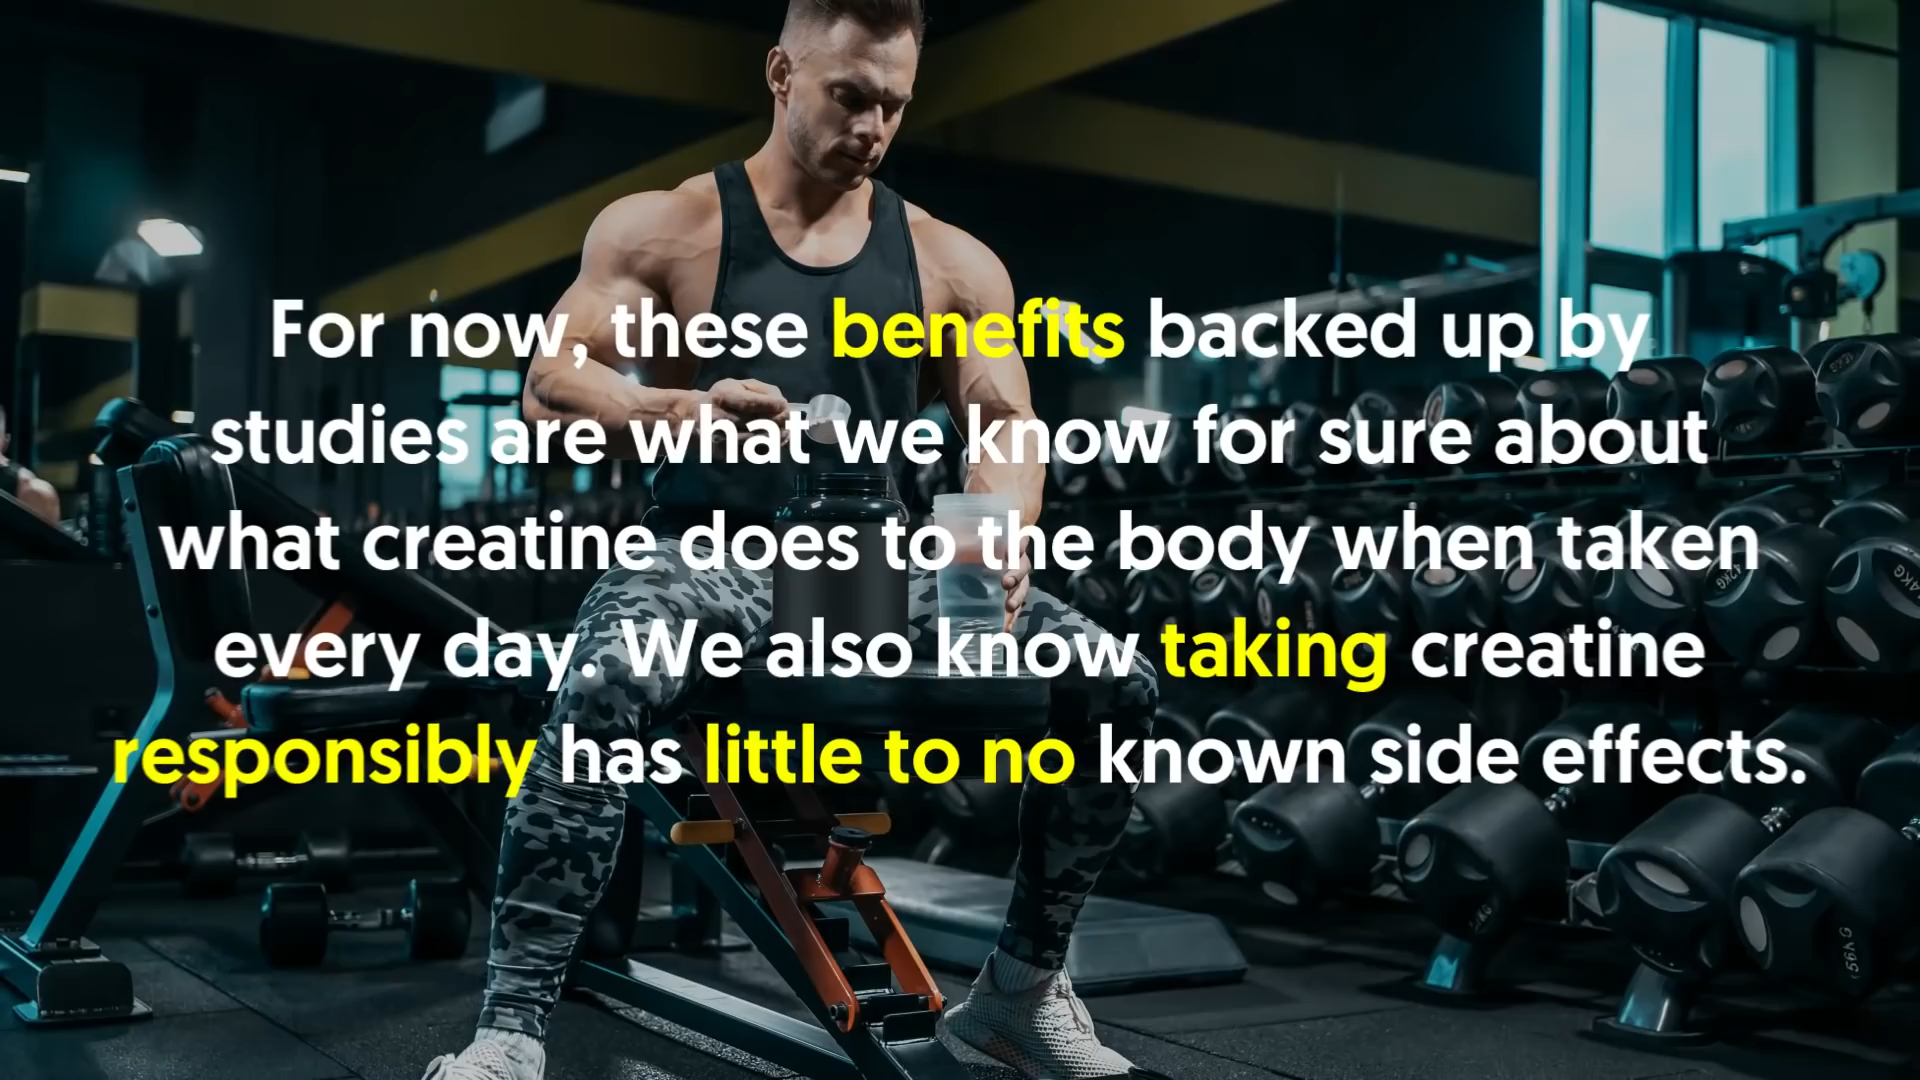 For now, these benefits backed up by
studies are what we know for sure about
what creatine does to the body when taken
every day. We also know taking creatine
responsibly has little to no known side effects.
56KG